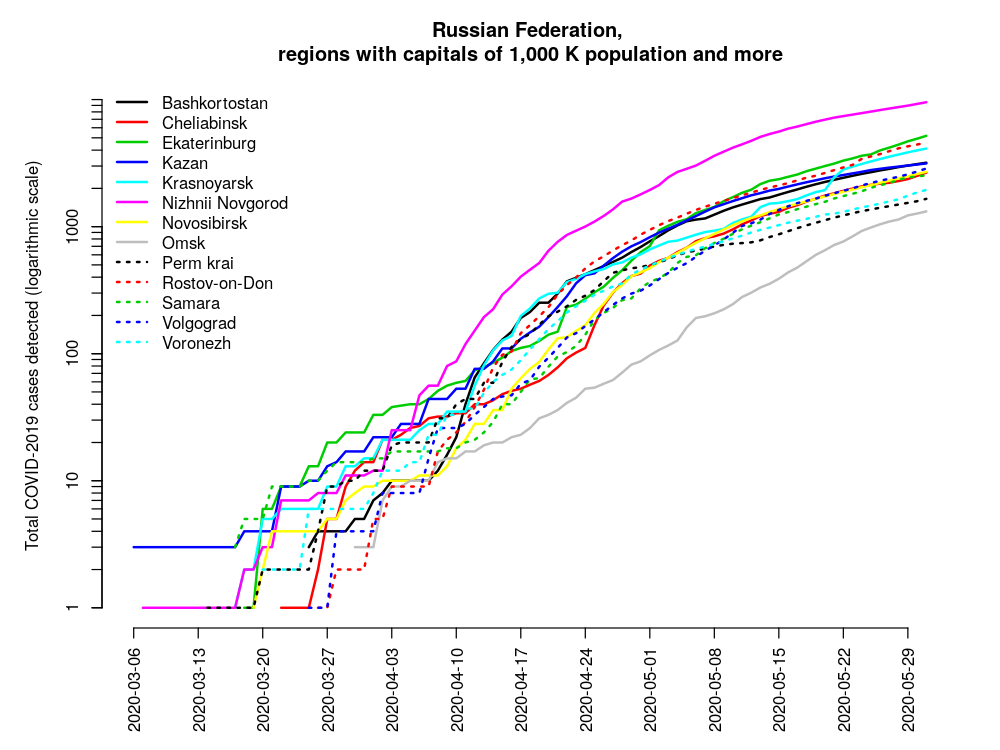 Russian Federation,
regions with capitals of 1,000 K population and more
Total COVID-2019 cases detected (logarithmic scale)
1000
100
10
1
Bashkortostan
Cheliabinsk
Ekaterinburg
Kazan
Krasnoyarsk
Nizhnii Novgorod
Novosibirsk
Omsk
Perm krai
Rostov-on-Don
Samara
Volgograd
Voronezh
2020-03-06
2020-03-13
2020-03-20
2020-03-27
2020-04-03
2020-04-10
2020-04-17
2020-04-24
2020-05-01
2020-05-08
2020-05-15
2020-05-22
2020-05-29